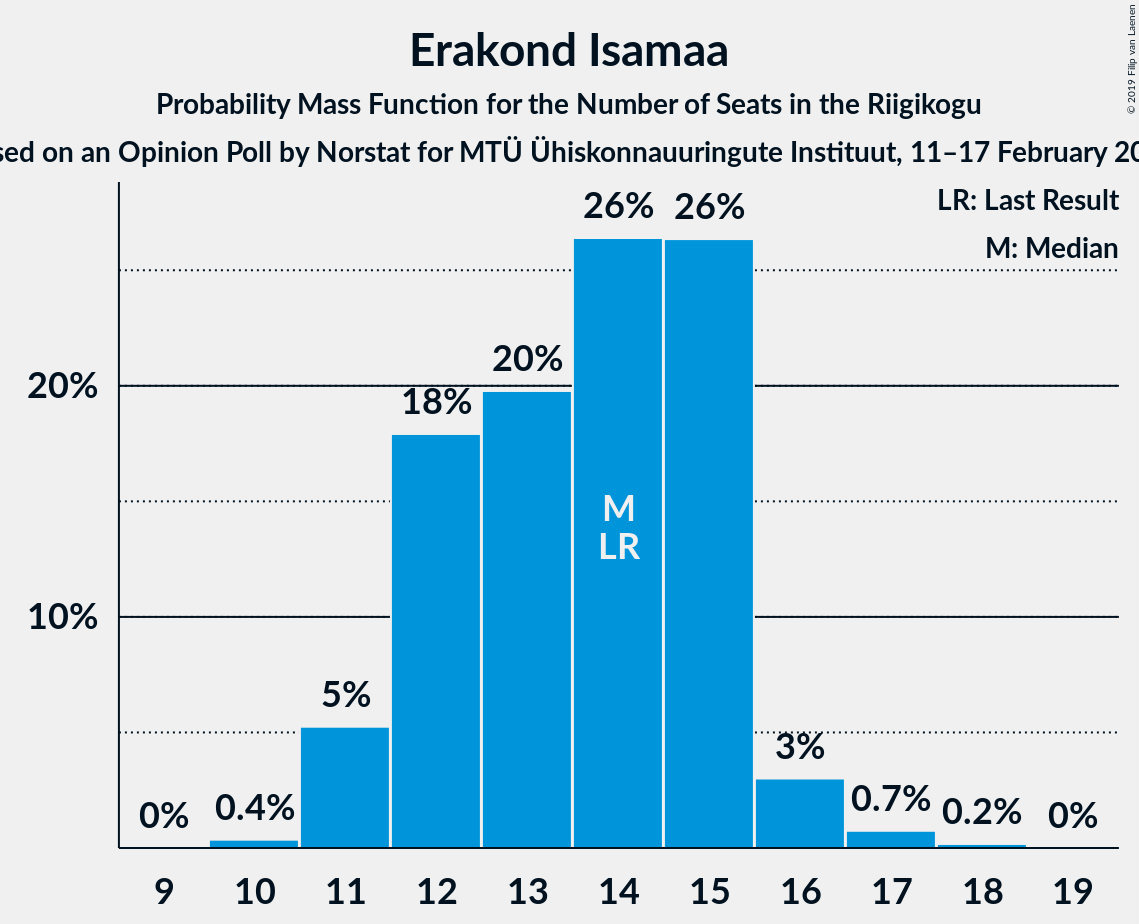 Erakond Isamaa
Probability Mass Function for the Number of Seats in the Riigikogu
sed on an Opinion Poll by Norstat for MTÜ Ühiskonnauuringute Instituut, 11–17 February 20
© 2019 Filip van Laenen
LR: Last Result
M: Median
26% 26%
20%
20%
18%
M
LR
10%
5%
3%
0% 0.4% 0.7% 0.2% 0%
9 10 11 12 13 14 15 16 17 18 19